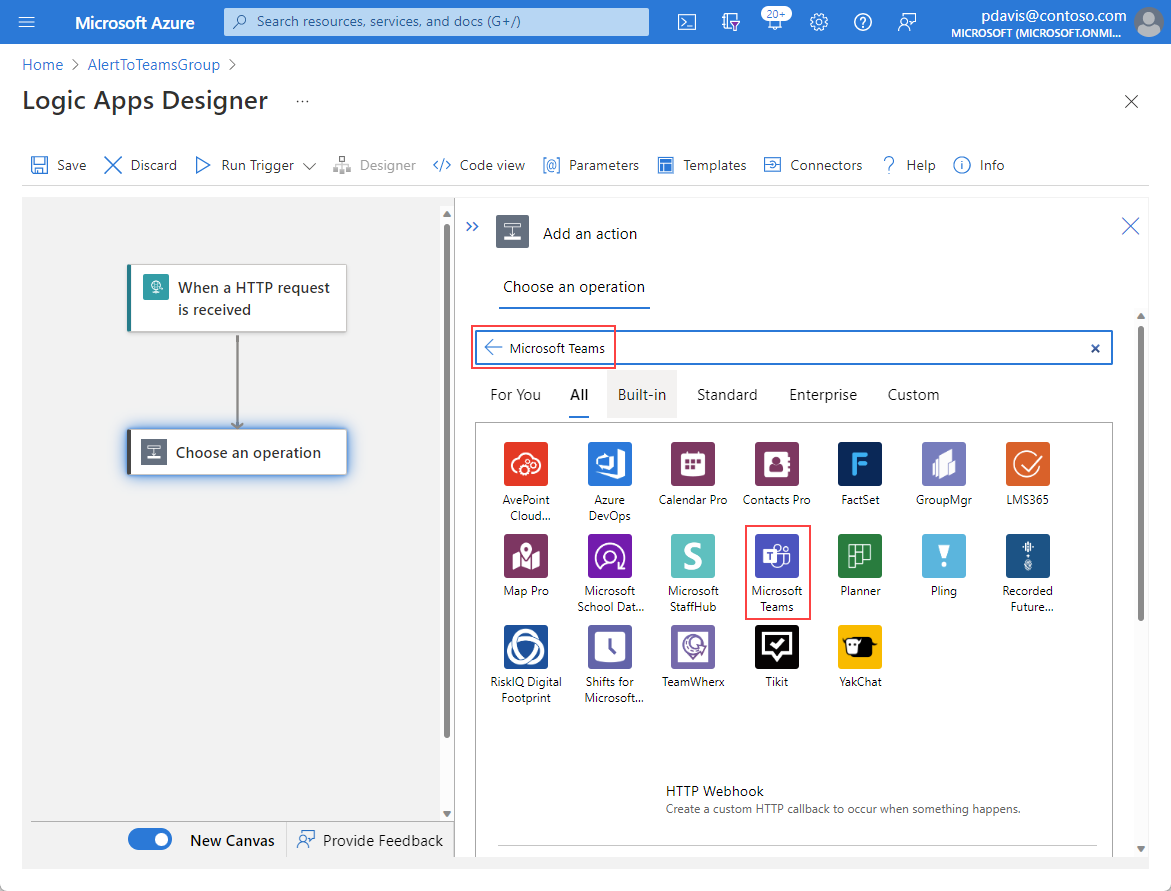 Microsoft Azure
Search resources, services, and docs (G+/)
20+
pdavis@contoso.com
MICROSOFT (MICROSOFT.ONMI...
Home > AlertToTeamsGroup >
Logic Apps Designer ...
Save
Discard
Run Trigger
Designer
Code view
Parameters
Templates
Connectors
Help
Info
When a HTTP request
is received
Choose an operation
New Canvas
Provide Feedback
Add an action
Choose an operation
Microsoft Teams
For You
All
Built-in
Standard
Enterprise
Custom
AvePoint
Cloud...
Azure
DevOps
Calendar Pro
Contacts Pro
FactSet
GroupMgr
LMS365
Map Pro
Microsoft
School Dat...
Microsoft
StaffHub
Microsoft
Teams
Planner
Pling
Recorded
Future...
RiskIQ Digital
Footprint
Shifts for
Microsoft...
TeamWherx
Tikit
YakChat
HTTP Webhook
Create a custom HTTP callback to occur when something happens.